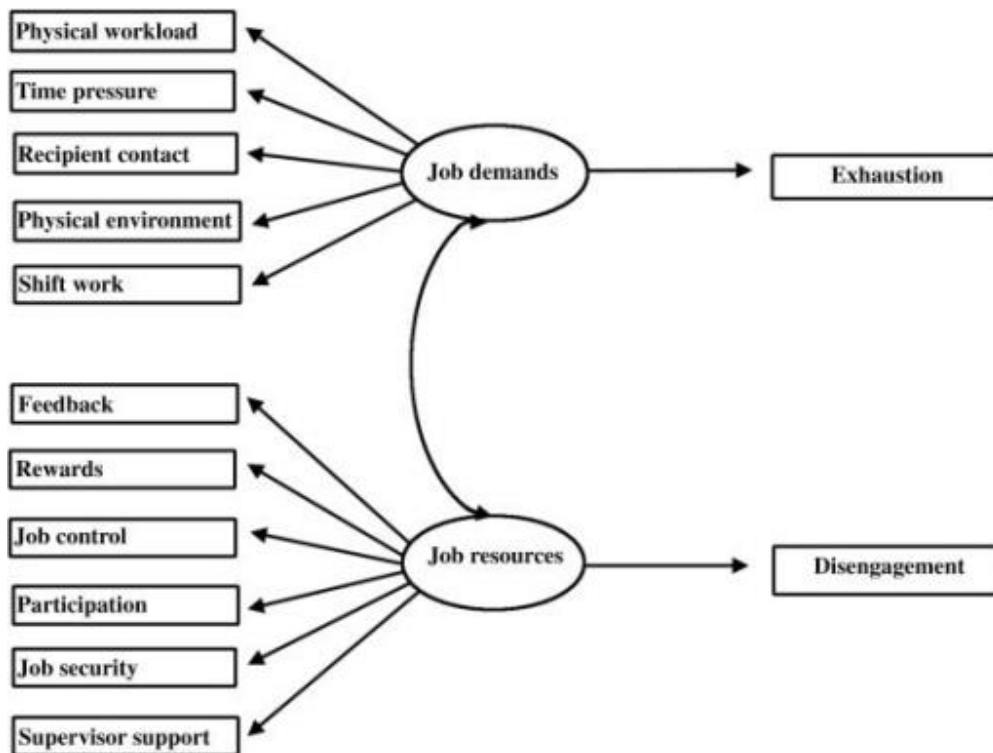 Physical workload
Time pressure
Recipient contact
Physical environment
Shift work
Job demands
Exhaustion
Feedback
Rewards
Job control
Participation
Job security
Supervisor support
Job resources
Disengagement